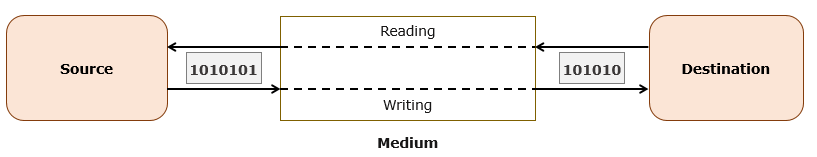 Reading
Source
1010101
101010
Destination
Writing
Medium